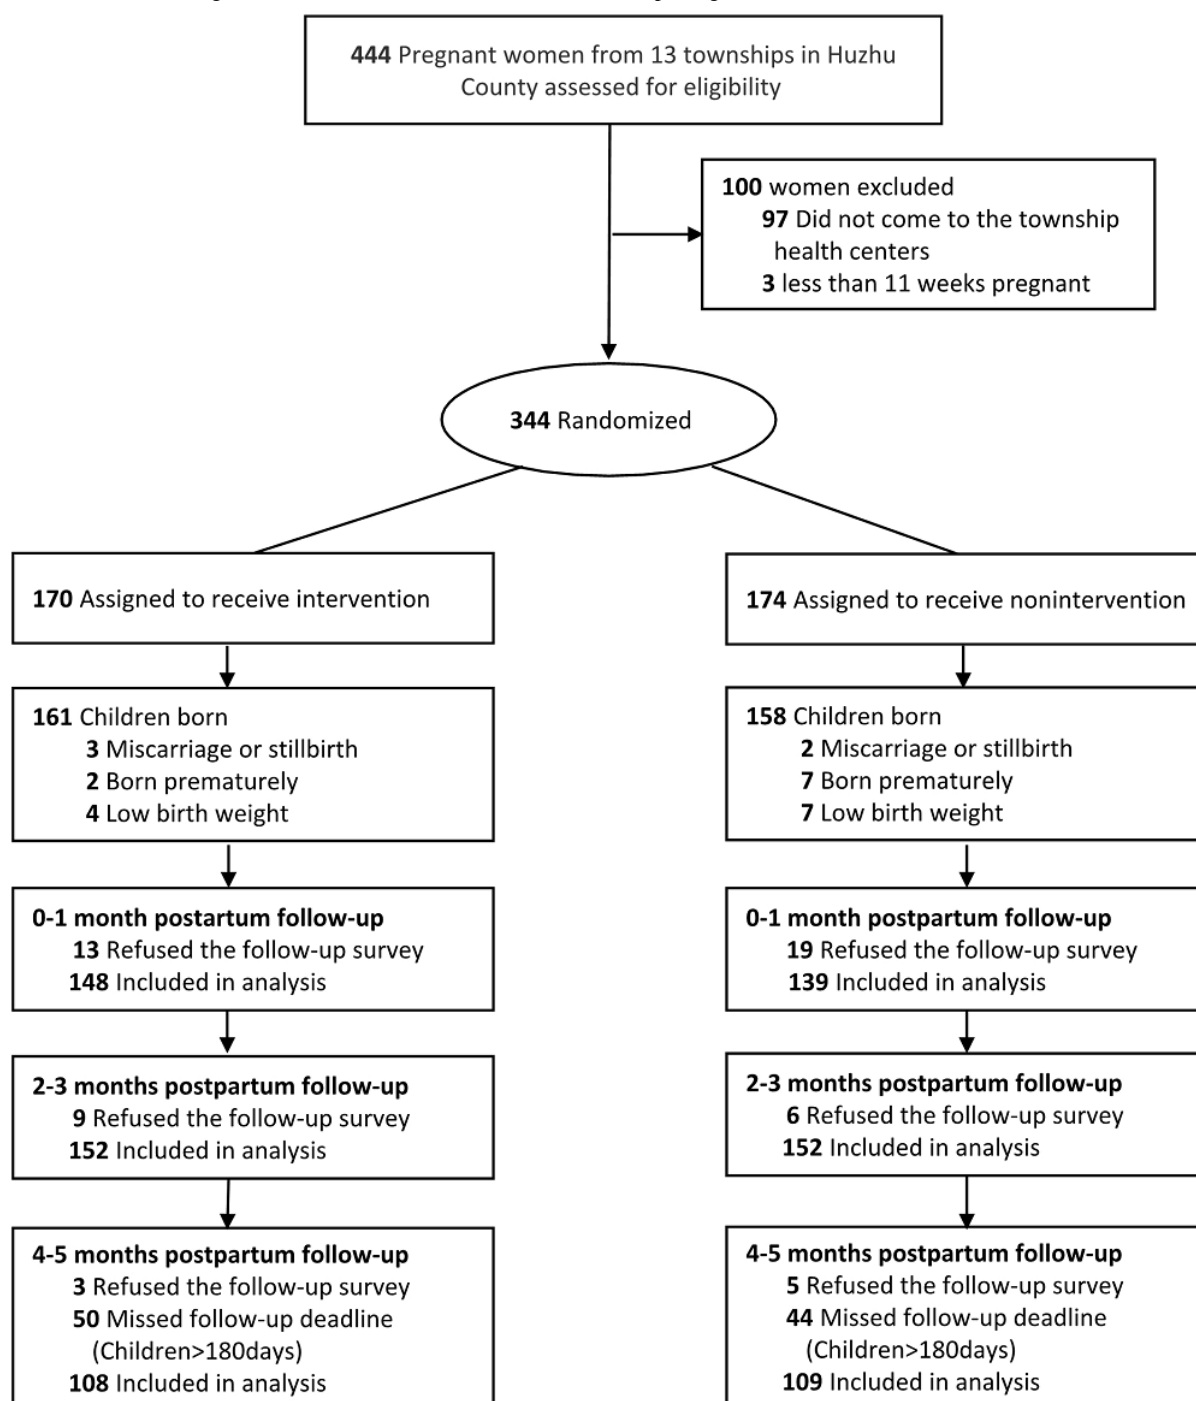 444 Pregnant women from 13 townships in Huzhu
County assessed for eligibility
100 women excluded
97 Did not come to the township
health centers
3 less than 11 weeks pregnant
344 Randomized
170 Assigned to receive intervention
174 Assigned to receive nonintervention
161 Children born
3 Miscarriage or stillbirth
2 Born prematurely
4 Low birth weight
158 Children born
2 Miscarriage or stillbirth
7 Born prematurely
7 Low birth weight
0-1 month postartum follow-up
13 Refused the follow-up survey
148 Included in analysis
0-1 month postpartum follow-up
19 Refused the follow-up survey
139 Included in analysis
2-3 months postpartum follow-up
9 Refused the follow-up survey
152 Included in analysis
2-3 months postpartum follow-up
6 Refused the follow-up survey
152 Included in analysis
4-5 months postpartum follow-up
3 Refused the follow-up survey
50 Missed follow-up deadline
(Children>180days)
108 Included in analysis
4-5 months postpartum follow-up
5 Refused the follow-up survey
44 Missed follow-up deadline
(Children>180days)
109 Included in analysis